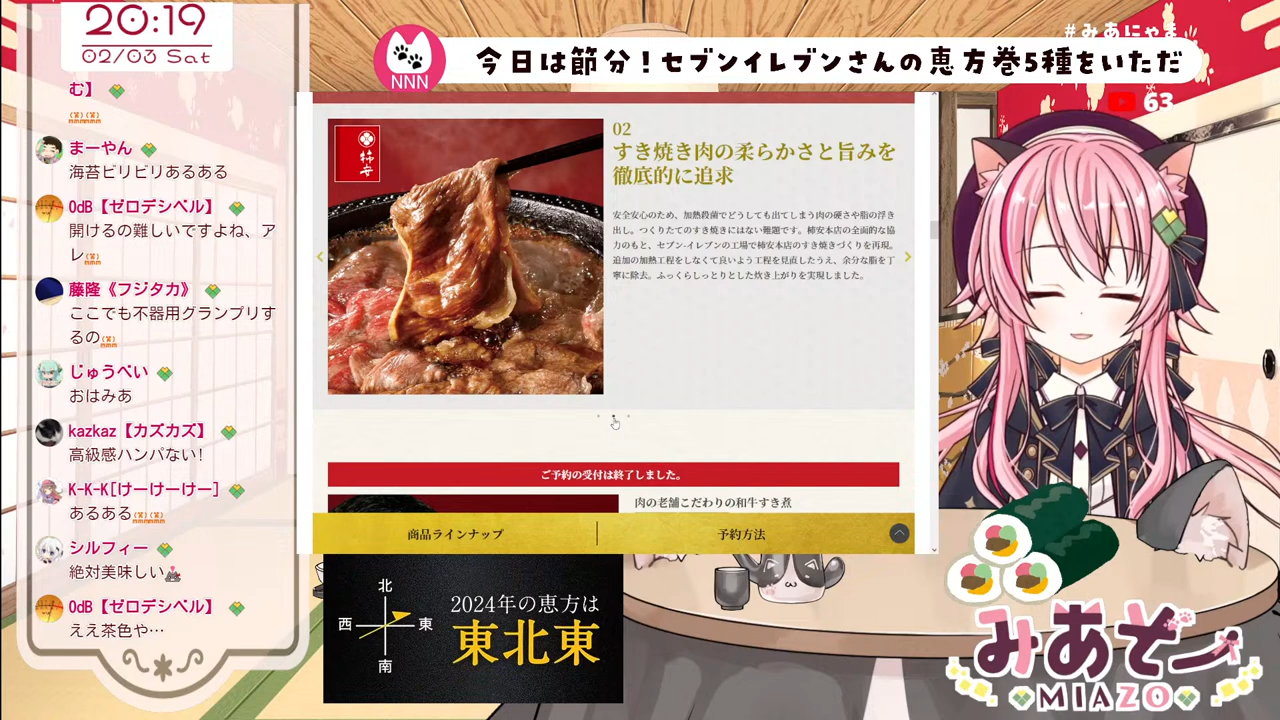 20:19
02/03 Sat
む】
(笑)(笑)
まーやん
海苔ビリビリあるある
0dB【ゼロデシベル】
開けるの難しいですよね、ア
レ(笑)
藤隆《フジタカ》
ここでも不器用グランプリす
るの(笑)
じゅうべい
おはみあ
kazkaz【カズカズ】
高級感ハンパない!
K-K-K[けーけーけー]
あるある(笑)(笑)
シルフィー
絶対美味しい
0dB【ゼロデシベル】
ええ茶色や…
NNN
今日は節分!セブンイレブンさんの恵方巻5種をいただ
#みあにゃま
63
柿安
02
すき焼き肉の柔らかさと旨みを
徹底的に追求
安全安心のため、加熱殺菌でどうしても出てしまう肉の硬さや脂の浮き
出し。つくりたてのすき焼きにはない難題です。柿安本店の全面的な協
力のもと、セブン‐イレブンの工場で柿安本店のすき焼きづくりを再現。
追加の加熱工程をしなくて良いよう工程を見直したうえ、余分な脂を丁
寧に除去。ふっくらしっとりとした炊き上がりを実現しました。
ご予約の受付は終了しました。
肉の老舗こだわりの和牛すき煮
商品ラインナップ
予約方法
北
西
東
南
2024年の恵方は
東北東
みあぞー
MIAZO